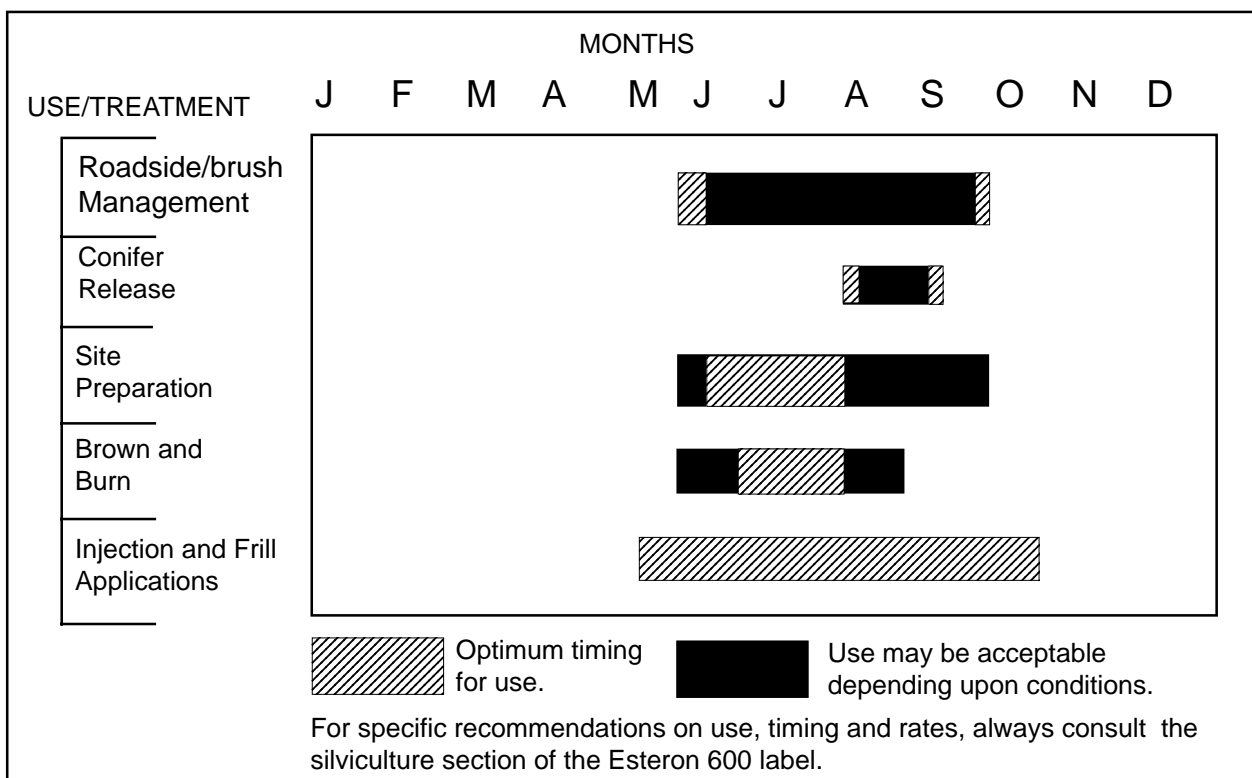 MONTHS
USE/TREATMENT J F M A M J J A S O N D
Roadside/brush
Management
Conifer
Release
Site
Preparation
Brown and
Burn
Injection and Frill
Applications
Optimum timing
for use.
Use may be acceptable
depending upon conditions.
For specific recommendations on use, timing and rates, always consult the
silviculture section of the Esteron 600 label.